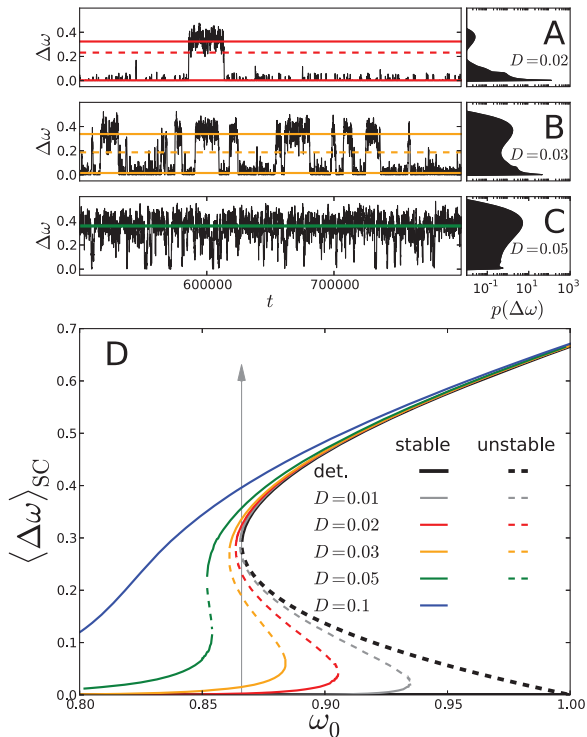 0.4
0.2
0.0
Δω
A
D = 0.02
0.4
0.2
0.0
Δω
B
D = 0.03
0.4
0.2
0.0
Δω
C
D = 0.05
600000
700000
t
10⁻¹
10¹
10³
p(Δω)
D
0.7
0.6
0.5
0.4
0.3
0.2
0.1
0.0
⟨Δω⟩SC
stable
unstable
det.
D = 0.01
D = 0.02
D = 0.03
D = 0.05
D = 0.1
0.80
0.85
0.90
0.95
1.00
ω₀